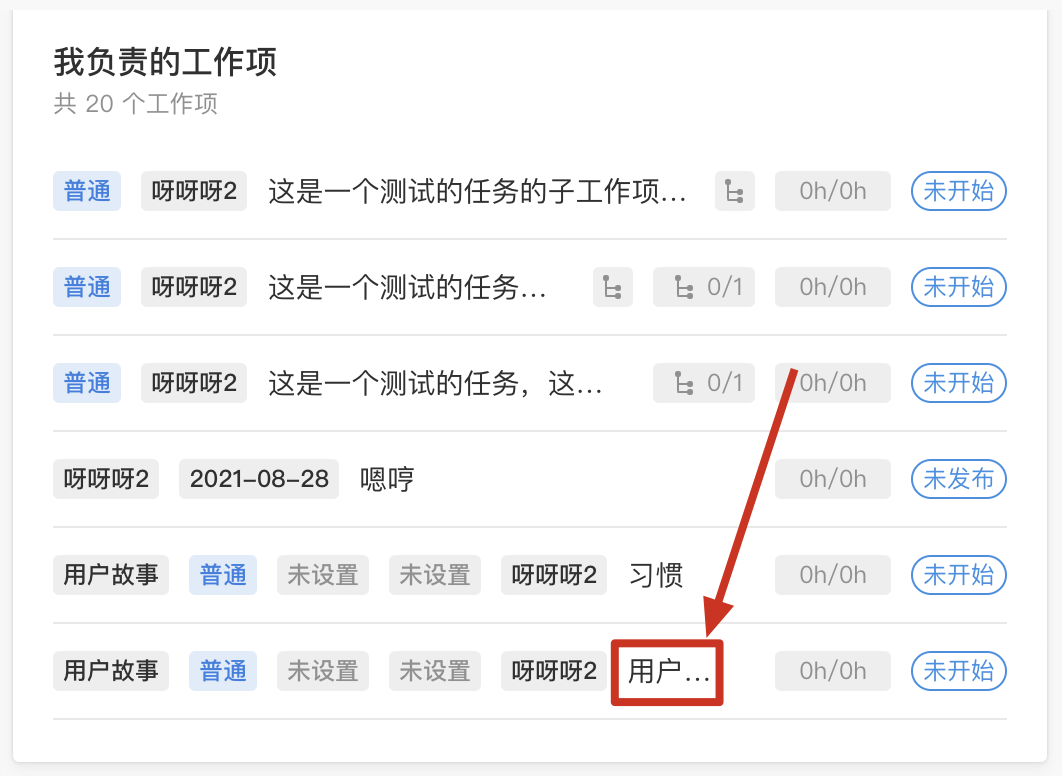 我负责的工作项
共 20 个工作项
普通 呀呀呀2 这是一个测试的任务的子工作项... 0h/0h 未开始
普通 呀呀呀2 这是一个测试的任务... 0/1 0h/0h 未开始
普通 呀呀呀2 这是一个测试的任务，这... 0/1 0h/0h 未开始
呀呀呀2 2021-08-28 嗯哼 0h/0h 未发布
用户故事 普通 未设置 未设置 呀呀呀2 习惯 0h/0h 未开始
用户故事 普通 未设置 未设置 呀呀呀2 用户... 0h/0h 未开始